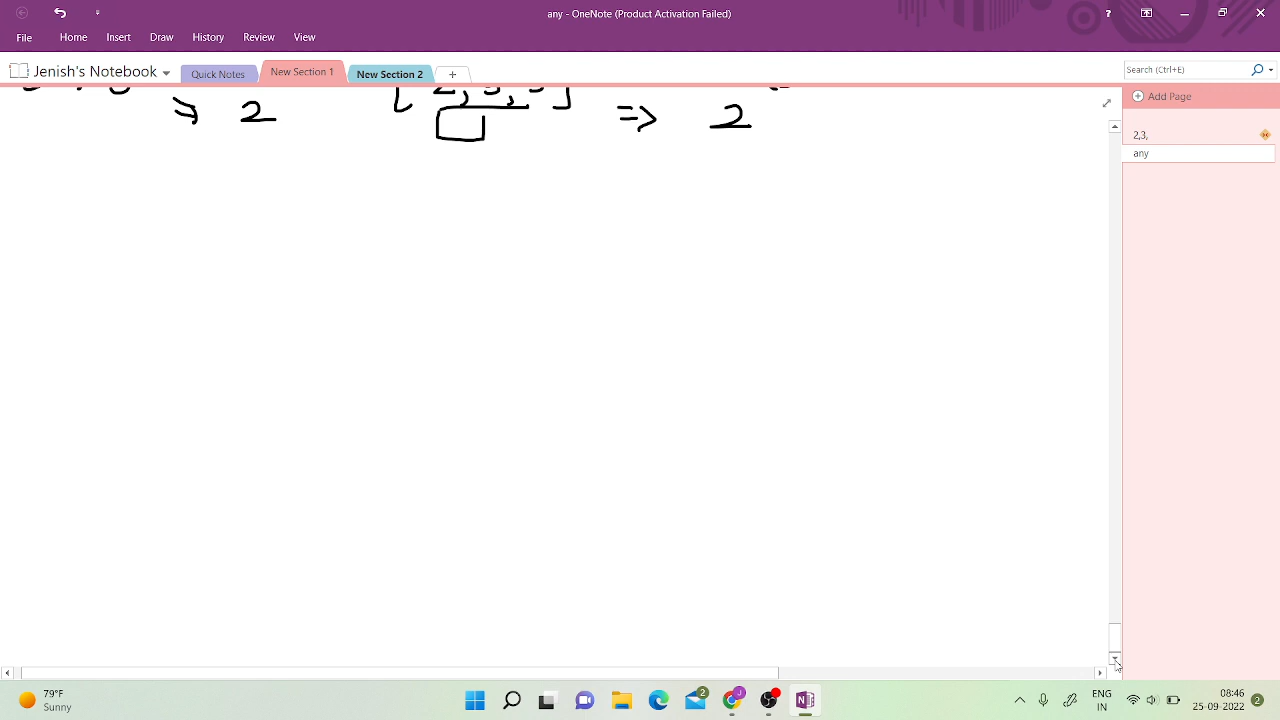 any - OneNote (Product Activation Failed)
?
File Home Insert Draw History Review View
Jenish's Notebook Quick Notes New Section 1 New Section 2 +
Search (Ctrl+E)
Add Page
2,3,
any
=> 2 => 2
79°F
Sunny
2
ENG
IN
08:46
25-09-2022
2